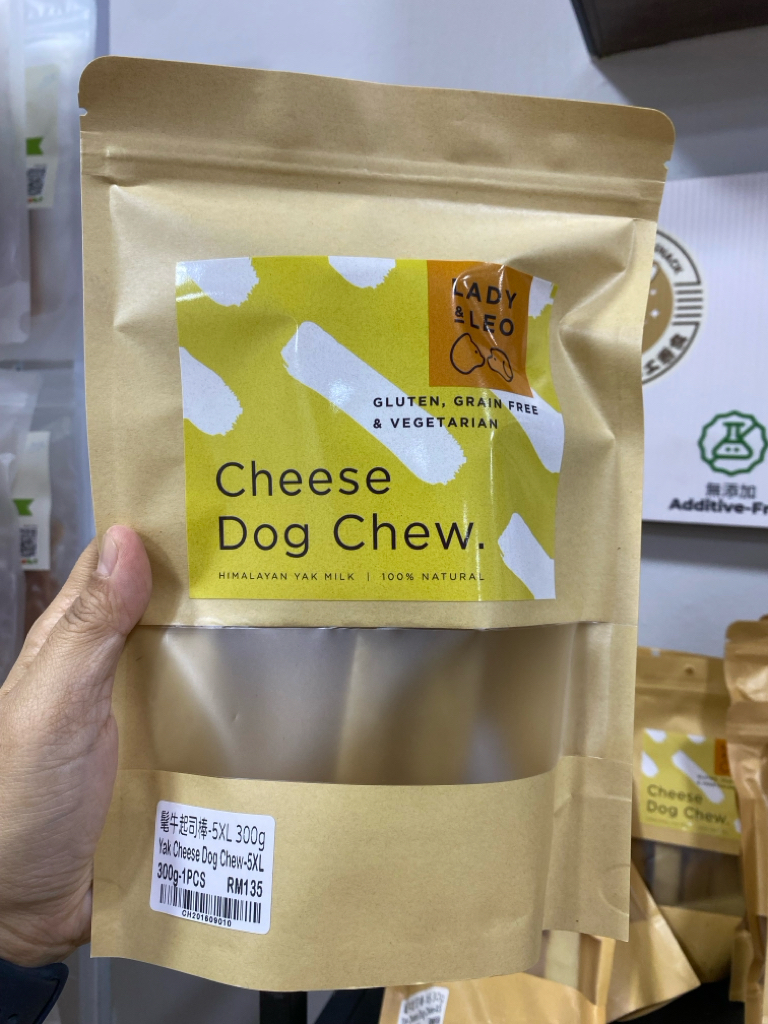 LADY
& LEO
GLUTEN, GRAIN FREE
& VEGETARIAN
Cheese
Dog Chew.
HIMALAYAN YAK MILK | 100% NATURAL
氂牛起司棒-5XL 300g
Yak Cheese Dog Chew-5XL
300g-1PCS RM135
CH201609010
無添加
Additive-Fr
Cheese
Dog Chew.